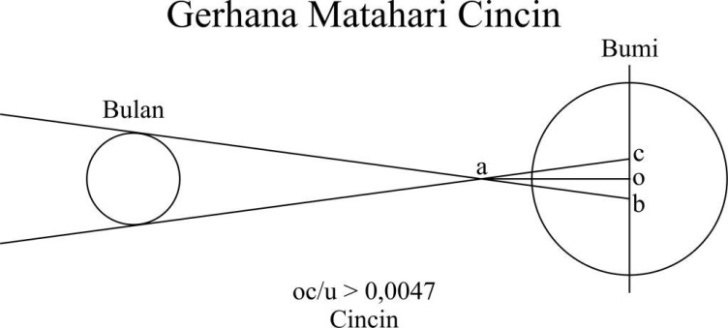 Gerhana Matahari Cincin
Bumi
Bulan
a
c
o
b
oc/u > 0,0047
Cincin